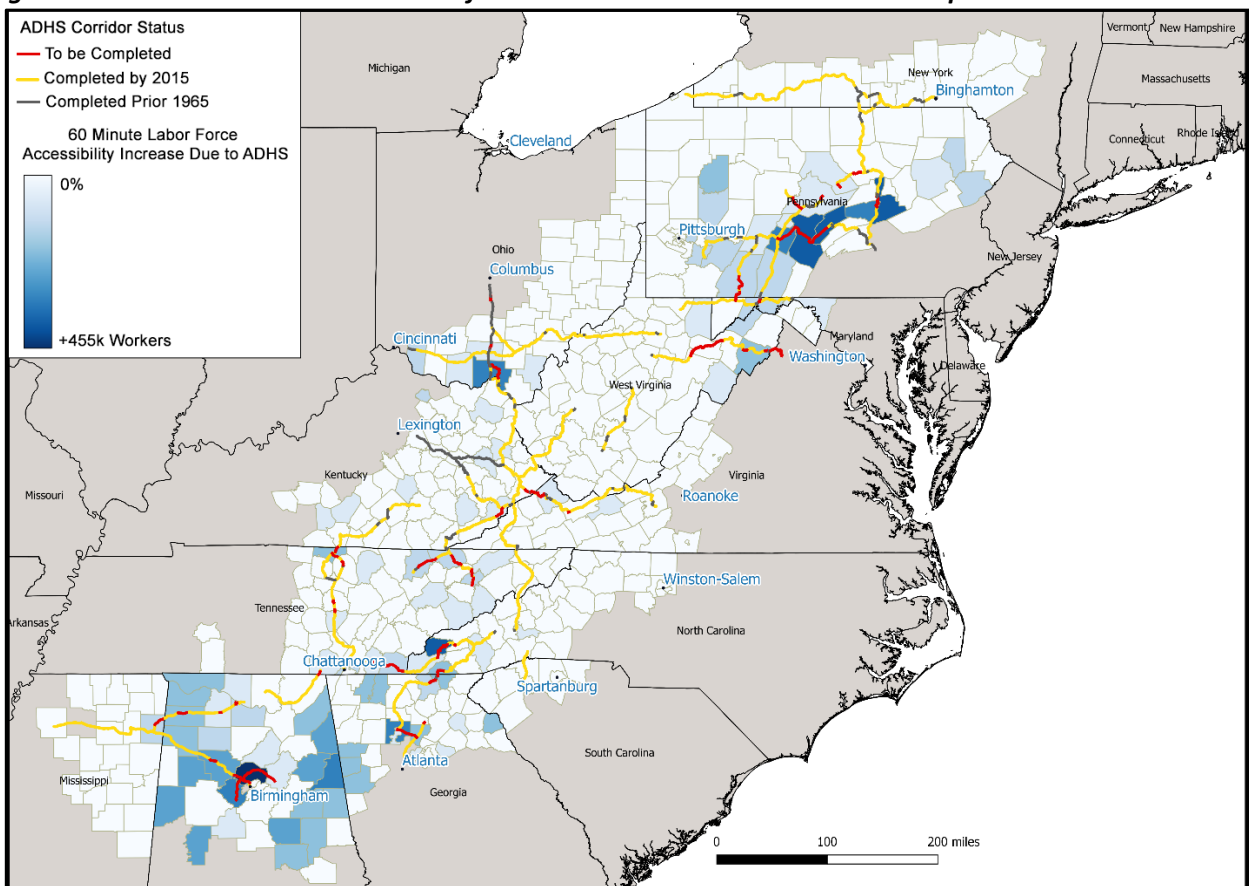 ADHS Corridor Status
To be Completed
Completed by 2015
Completed Prior 1965
60 Minute Labor Force
Accessibility Increase Due to ADHS
0%
+455k Workers
Michigan
Vermont
New Hampshire
New York
Binghamton
Massachusetts
Connecticut
Rhode Island
Cleveland
Pennsylvania
Pittsburgh
Ohio
Columbus
New Jersey
Cincinnati
Maryland
Washington
Delaware
West Virginia
Lexington
Kentucky
Virginia
Roanoke
Missouri
Winston-Salem
Tennessee
North Carolina
Arkansas
Chattanooga
Spartanburg
South Carolina
Atlanta
Mississippi
Birmingham
Georgia
0
100
200 miles